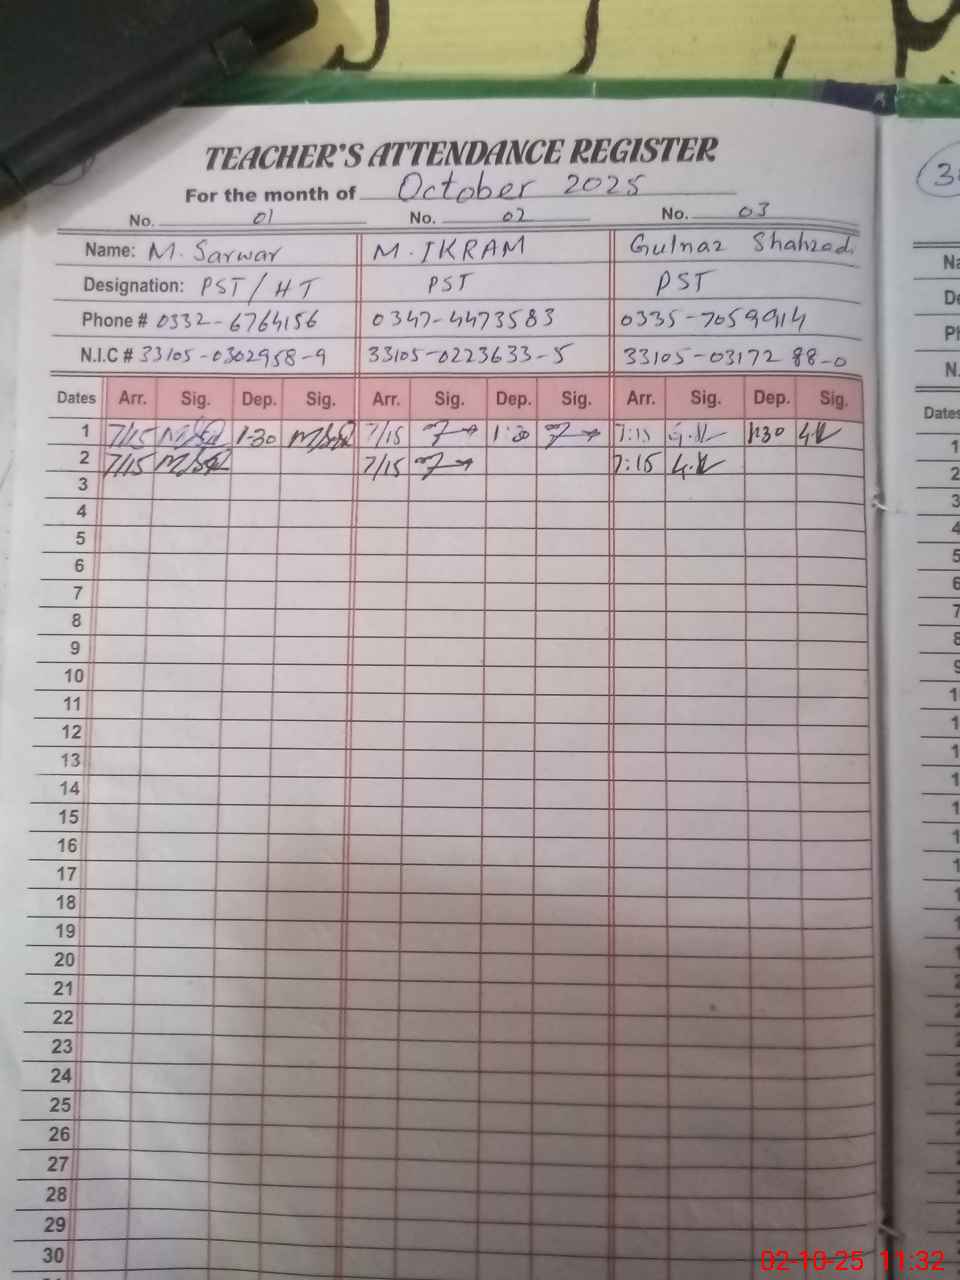 TEACHER'S ATTENDANCE REGISTER
For the month of October 2025
No. 01 No. 02 No. 03
Name: M. Sarwar M. IKRAM Gulnaz Shahzad
Designation: PST/HT PST PST
Phone # 0332-6764156 0347-4473583 0335-7059914
N.I.C # 33105-0302958-9 33105-0223633-5 33105-0317288-0
Dates Arr. Sig. Dep. Sig. Arr. Sig. Dep. Sig. Arr. Sig. Dep. Sig.
1 7/15 1-30 7/15 1:30 7:15 1:30
2 7/15 7/15 7:15
3
4
5
6
7
8
9
10
11
12
13
14
15
16
17
18
19
20
21
22
23
24
25
26
27
28
29
30
Dates
02-10-25 11:32